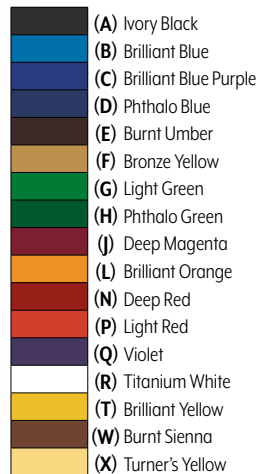 (A) Ivory Black
(B) Brilliant Blue
(C) Brilliant Blue Purple
(D) Phthalo Blue
(E) Burnt Umber
(F) Bronze Yellow
(G) Light Green
(H) Phthalo Green
(J) Deep Magenta
(L) Brilliant Orange
(N) Deep Red
(P) Light Red
(Q) Violet
(R) Titanium White
(T) Brilliant Yellow
(W) Burnt Sienna
(X) Turner's Yellow